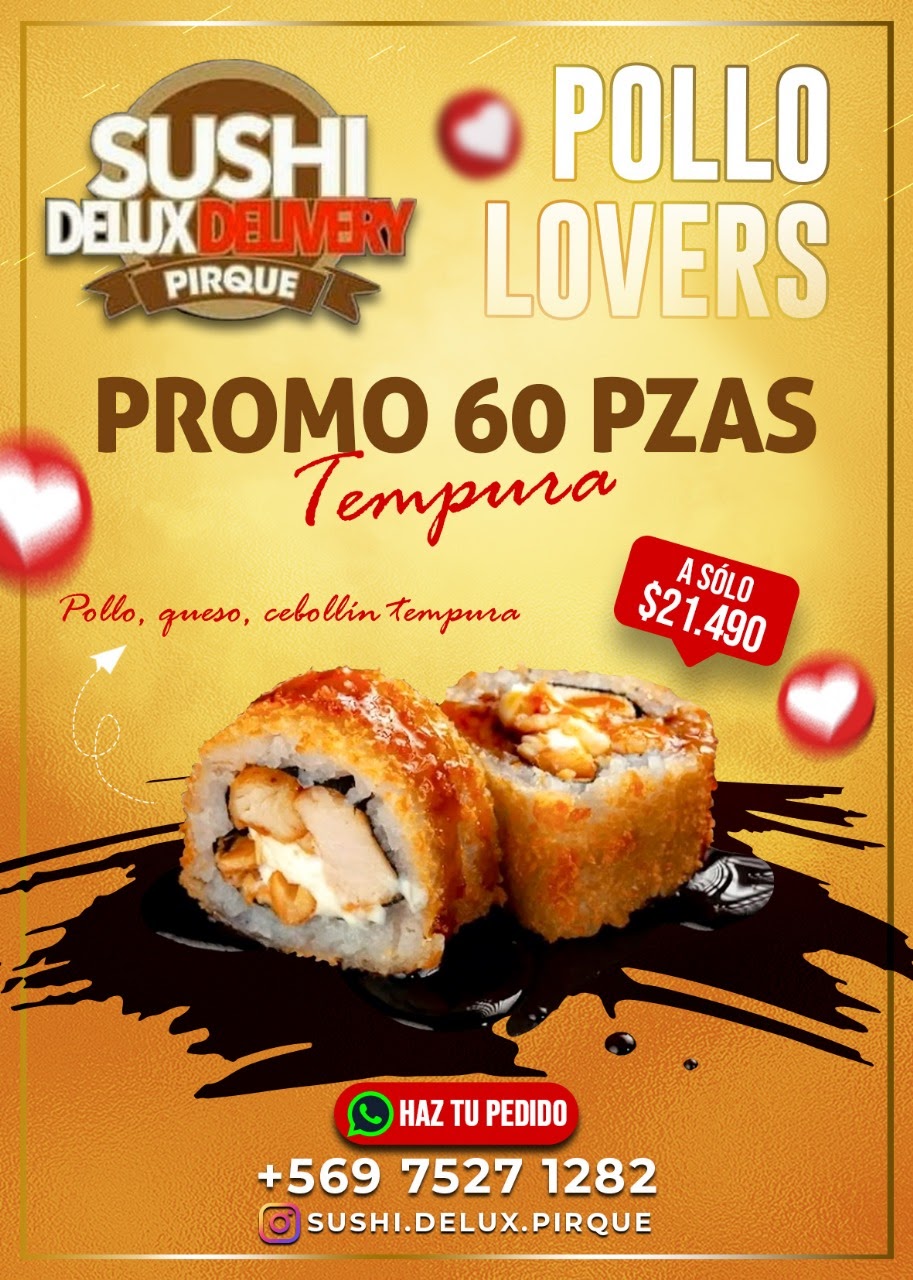 SUSHI
DELUX DELIVERY
PIRQUE
POLLO
LOVERS
PROMO 60 PZAS
Tempura
Pollo, queso, cebollín tempura
A SÓLO
$21.490
HAZ TU PEDIDO
+569 7527 1282
SUSHI.DELUX.PIRQUE